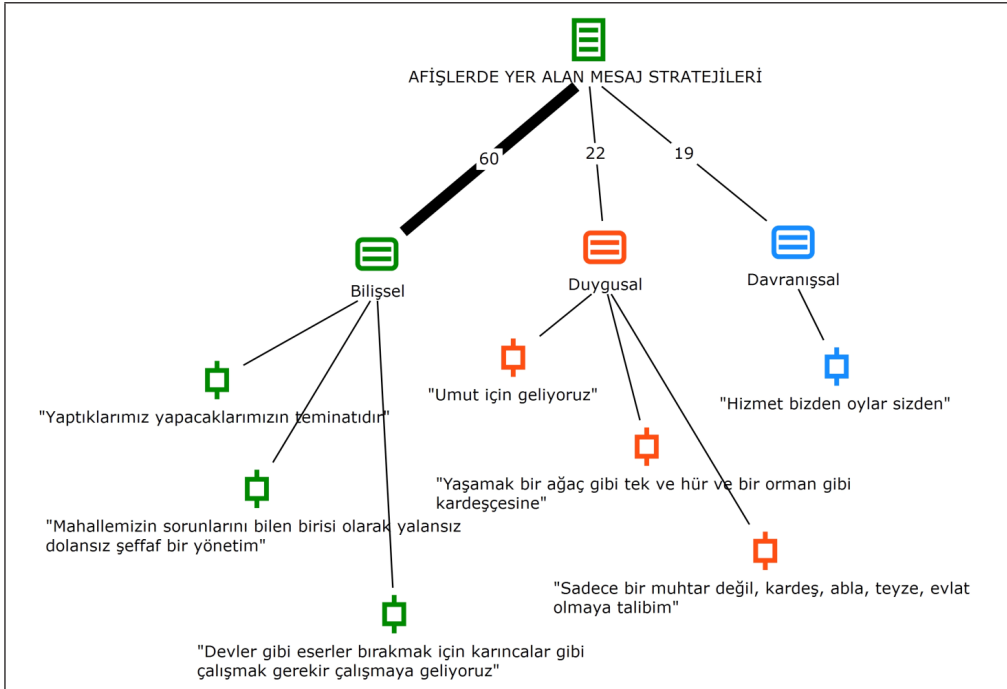 AFİŞLERDE YER ALAN MESAJ STRATEJİLERİ
60
22
19
Bilişsel
Duygusal
Davranışsal
"Yaptıklarımız yapacaklarımızın teminatıdır"
"Umut için geliyoruz"
"Hizmet bizden oylar sizden"
"Mahallemizin sorunlarını bilen birisi olarak yalansız
dolansız şeffaf bir yönetim"
"Yaşamak bir ağaç gibi tek ve hür ve bir orman gibi
kardeşçesine"
"Sadece bir muhtar değil, kardeş, abla, teyze, evlat
olmaya talibim"
"Devler gibi eserler bırakmak için karıncalar gibi
çalışmak gerekir çalışmaya geliyoruz"